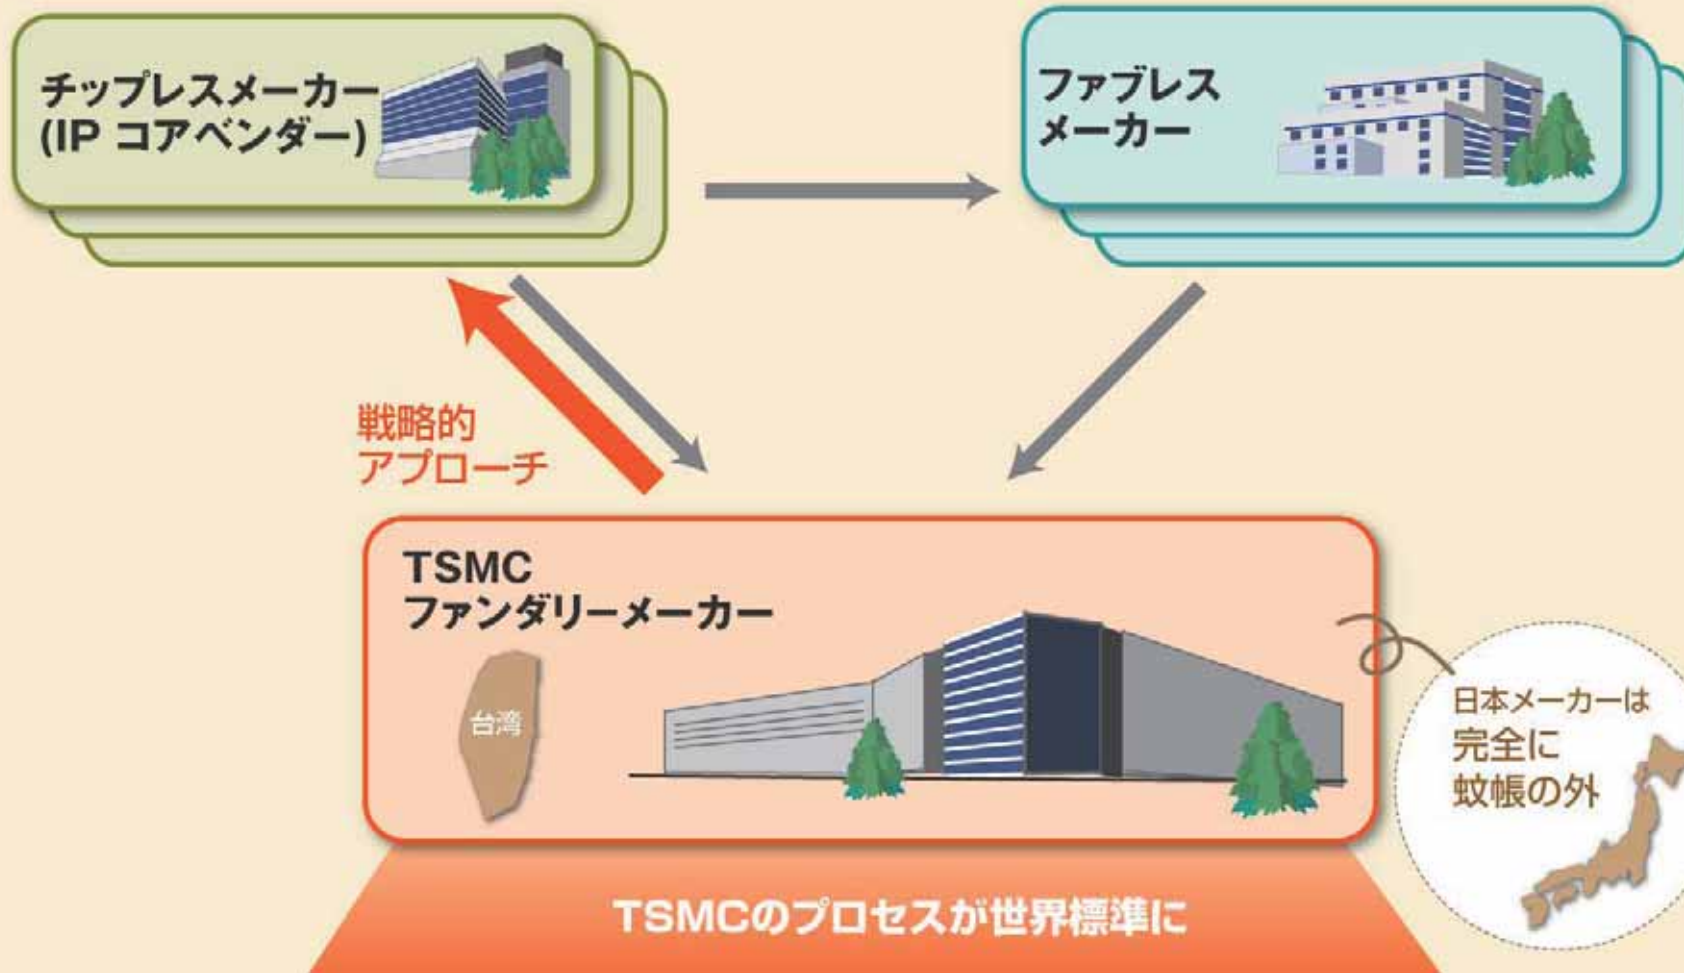 チップレスメーカー
(IP コアベンダー)
ファブレス
メーカー
戦略的
アプローチ
TSMC
ファンダリーメーカー
台湾
日本メーカーは
完全に
蚊帳の外
TSMCのプロセスが世界標準に